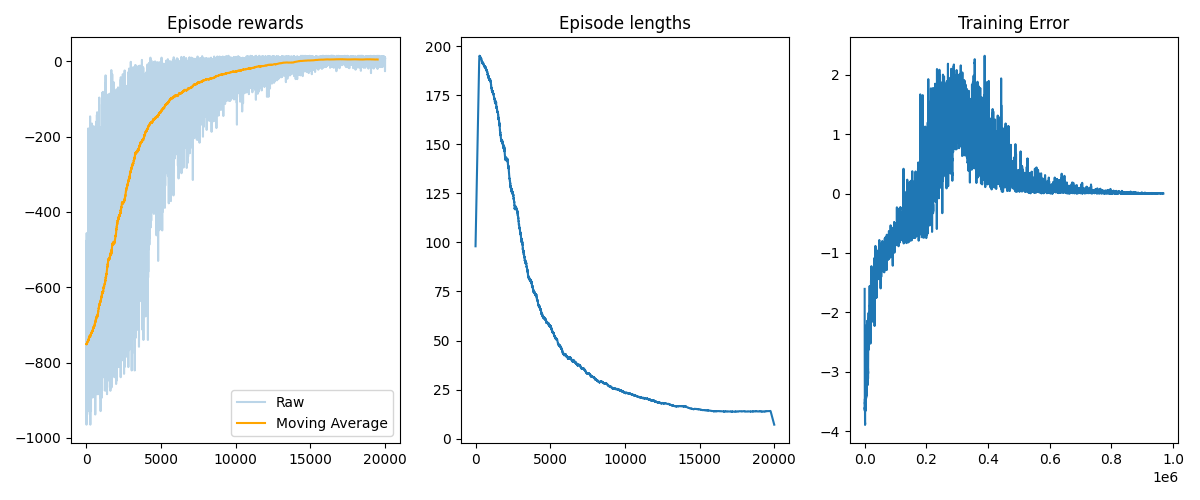 Episode rewards
0
−200
−400
−600
−800
−1000
0 5000 10000 15000 20000
Raw
Moving Average
Episode lengths
200
175
150
125
100
75
50
25
0
0 5000 10000 15000 20000
Training Error
2
1
0
−1
−2
−3
−4
0.0 0.2 0.4 0.6 0.8 1.0
1e6